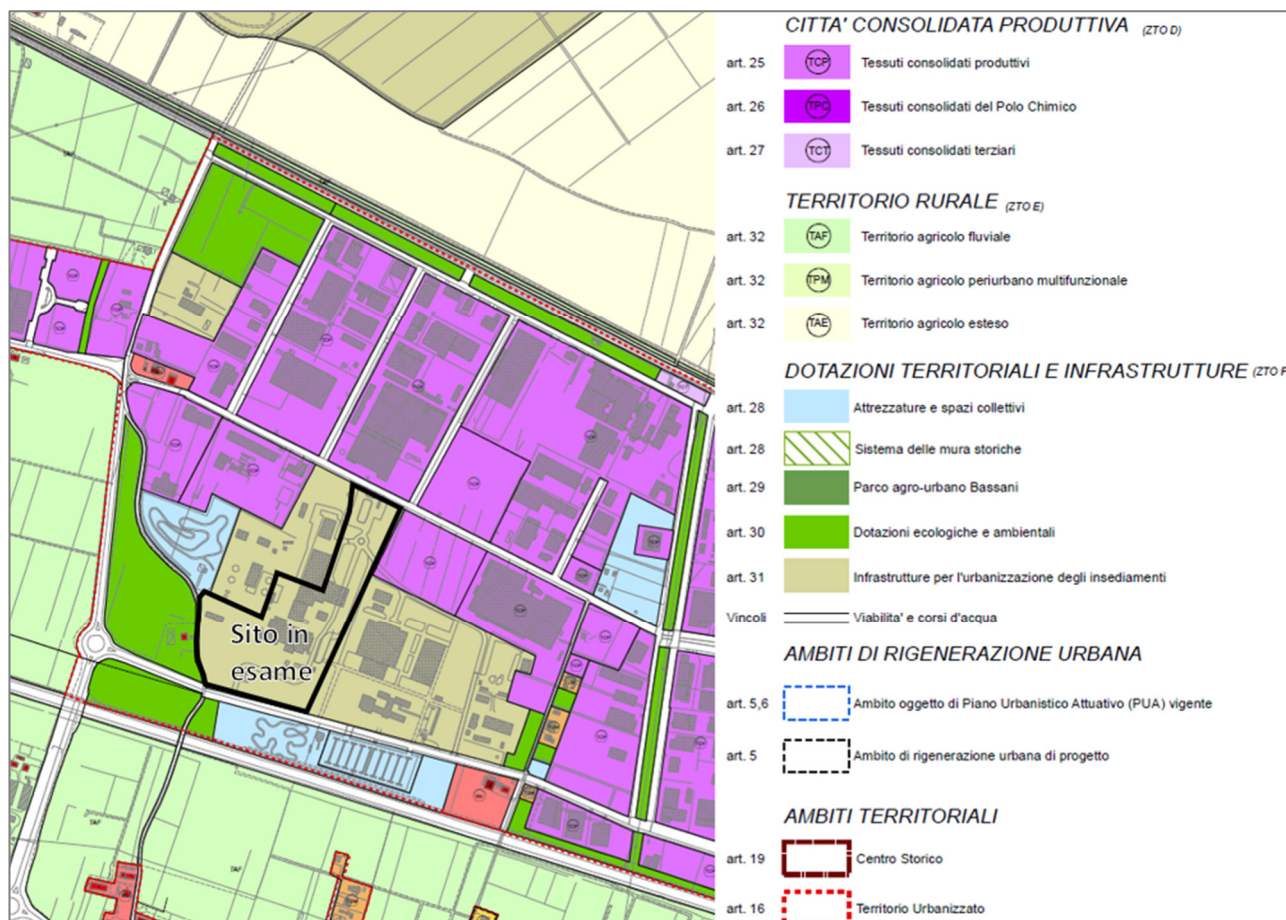 CITTA' CONSOLIDATA PRODUTTIVA (ZTO D)
art. 25 TCP Tessuti consolidati produttivi
art. 26 TPC Tessuti consolidati del Polo Chimico
art. 27 TCT Tessuti consolidati terziari
TERRITORIO RURALE (ZTO E)
art. 32 TAF Territorio agricolo fluviale
art. 32 TPM Territorio agricolo periurbano multifunzionale
art. 32 TAE Territorio agricolo esteso
DOTAZIONI TERRITORIALI E INFRASTRUTTURE (ZTO F
art. 28 Attrezzature e spazi collettivi
art. 28 Sistema delle mura storiche
art. 29 Parco agro-urbano Bassani
art. 30 Dotazioni ecologiche e ambientali
art. 31 Infrastrutture per l'urbanizzazione degli insediamenti
Vincoli Viabilita' e corsi d'acqua
AMBITI DI RIGENERAZIONE URBANA
art. 5,6 Ambito oggetto di Piano Urbanistico Attuativo (PUA) vigente
art. 5 Ambito di rigenerazione urbana di progetto
AMBITI TERRITORIALI
art. 19 Centro Storico
art. 16 Territorio Urbanizzato
Sito in
esame